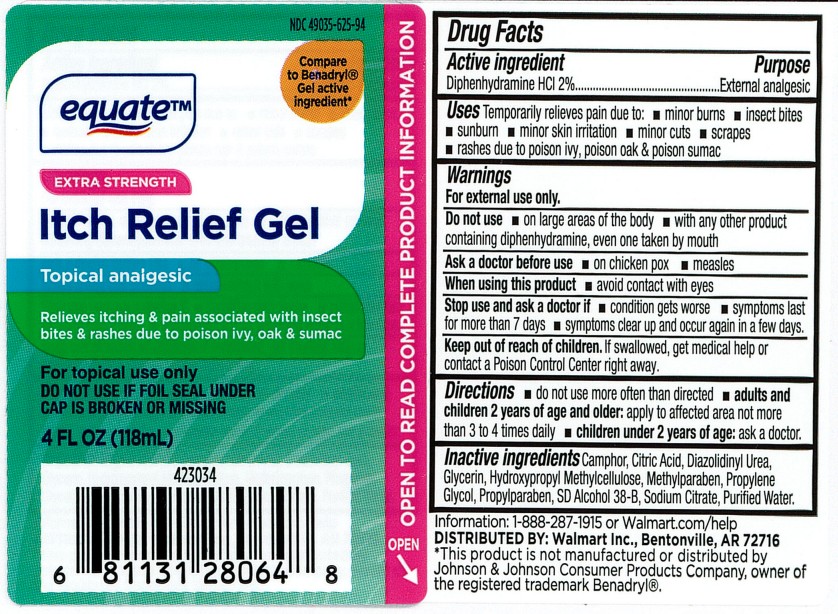 NDC 49035-625-94
Compare
to Benadryl®
Gel active
ingredient*
equate™
EXTRA STRENGTH
Itch Relief Gel
Topical analgesic
Relieves itching & pain associated with insect
bites & rashes due to poison ivy, oak & sumac
For topical use only
DO NOT USE IF FOIL SEAL UNDER
CAP IS BROKEN OR MISSING
4 FL OZ (118mL)
423034
6 81131 28064 8
OPEN TO READ COMPLETE PRODUCT INFORMATION
OPEN
Drug Facts
Active ingredient Purpose
Diphenhydramine HCl 2%.................................................External analgesic
Uses Temporarily relieves pain due to: ▪ minor burns ▪ insect bites
▪ sunburn ▪ minor skin irritation ▪ minor cuts ▪ scrapes
▪ rashes due to poison ivy, poison oak & poison sumac
Warnings
For external use only.
Do not use ▪ on large areas of the body ▪ with any other product
containing diphenhydramine, even one taken by mouth
Ask a doctor before use ▪ on chicken pox ▪ measles
When using this product ▪ avoid contact with eyes
Stop use and ask a doctor if ▪ condition gets worse ▪ symptoms last
for more than 7 days ▪ symptoms clear up and occur again in a few days.
Keep out of reach of children. If swallowed, get medical help or
contact a Poison Control Center right away.
Directions ▪ do not use more often than directed ▪ adults and
children 2 years of age and older: apply to affected area not more
than 3 to 4 times daily ▪ children under 2 years of age: ask a doctor.
Inactive ingredients Camphor, Citric Acid, Diazolidinyl Urea,
Glycerin, Hydroxypropyl Methylcellulose, Methylparaben, Propylene
Glycol, Propylparaben, SD Alcohol 38-B, Sodium Citrate, Purified Water.
Information: 1-888-287-1915 or Walmart.com/help
DISTRIBUTED BY: Walmart Inc., Bentonville, AR 72716
*This product is not manufactured or distributed by
Johnson & Johnson Consumer Products Company, owner of
the registered trademark Benadryl®.